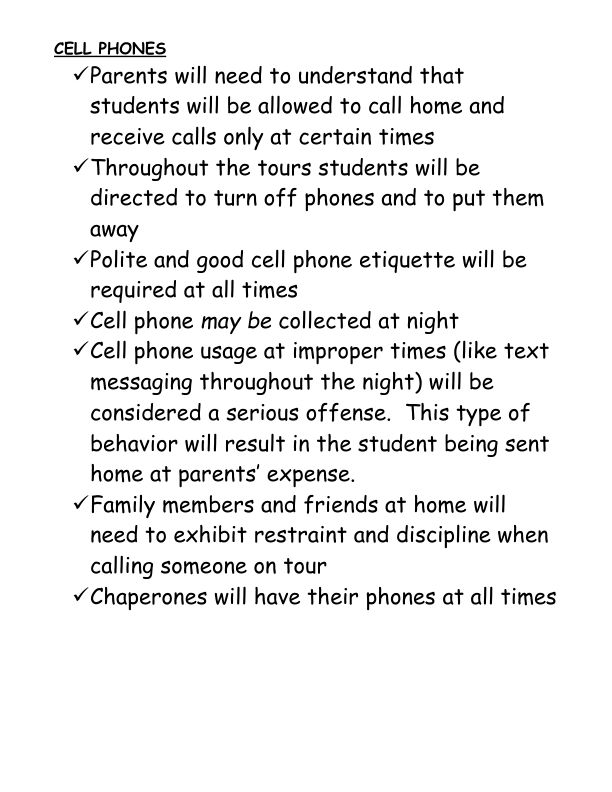 CELL PHONES
✓Parents will need to understand that
students will be allowed to call home and
receive calls only at certain times
✓Throughout the tours students will be
directed to turn off phones and to put them
away
✓Polite and good cell phone etiquette will be
required at all times
✓Cell phone may be collected at night
✓Cell phone usage at improper times (like text
messaging throughout the night) will be
considered a serious offense.  This type of
behavior will result in the student being sent
home at parents’ expense.
✓Family members and friends at home will
need to exhibit restraint and discipline when
calling someone on tour
✓Chaperones will have their phones at all times